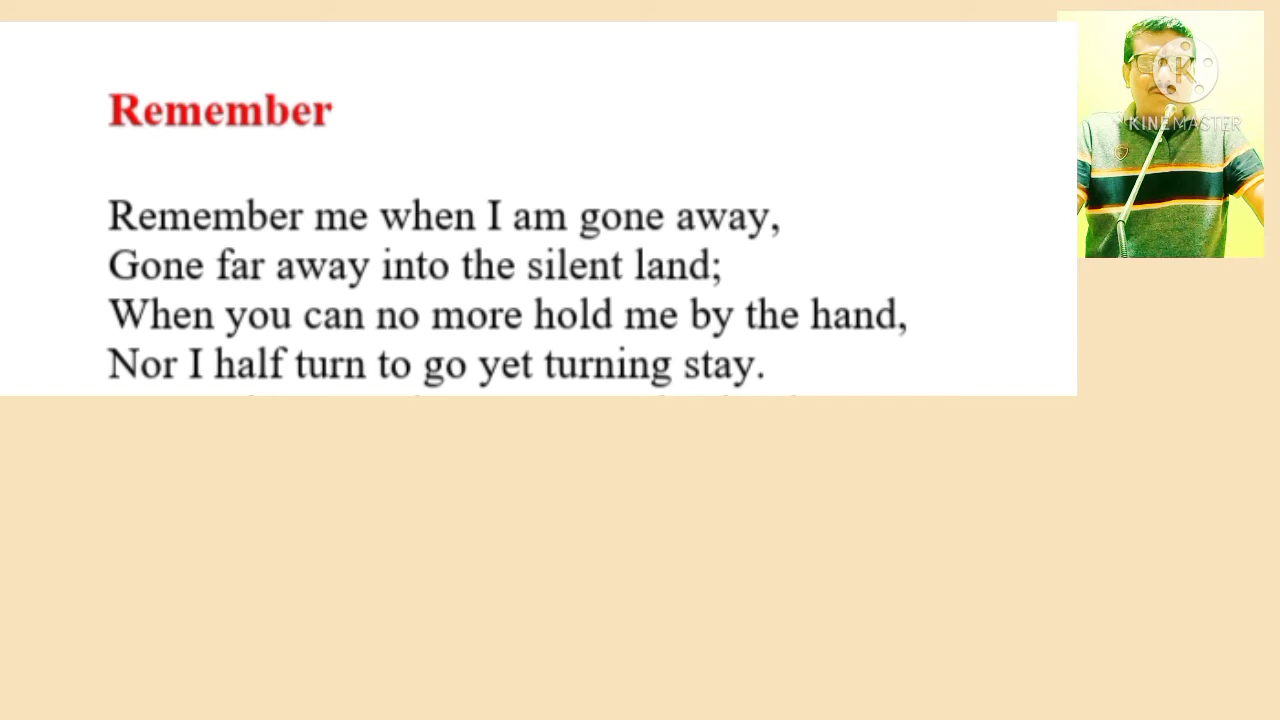 Remember
Remember me when I am gone away,
Gone far away into the silent land;
When you can no more hold me by the hand,
Nor I half turn to go yet turning stay.
K
KINEMASTER